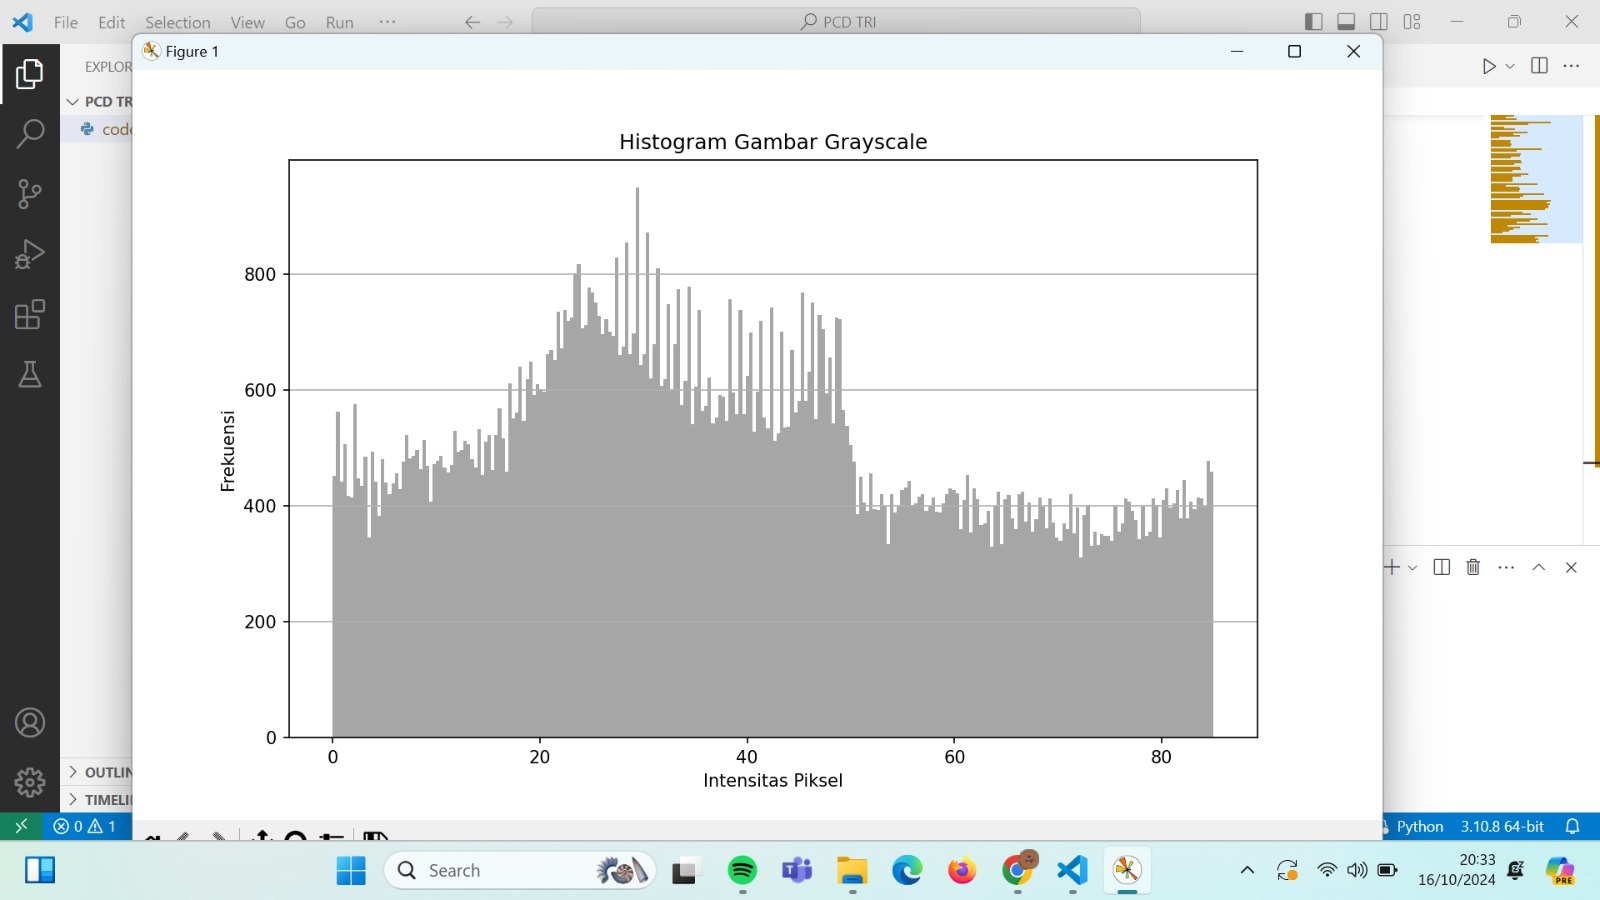 File Edit Selection View Go Run ···
PCD TRI
Figure 1
EXPLOR
PCD TR
code
OUTLIN
TIMELI
Histogram Gambar Grayscale
Frekuensi
800
600
400
200
0
0 20 40 60 80
Intensitas Piksel
0 1
Python 3.10.8 64-bit
Search
20:33
16/10/2024
PRE